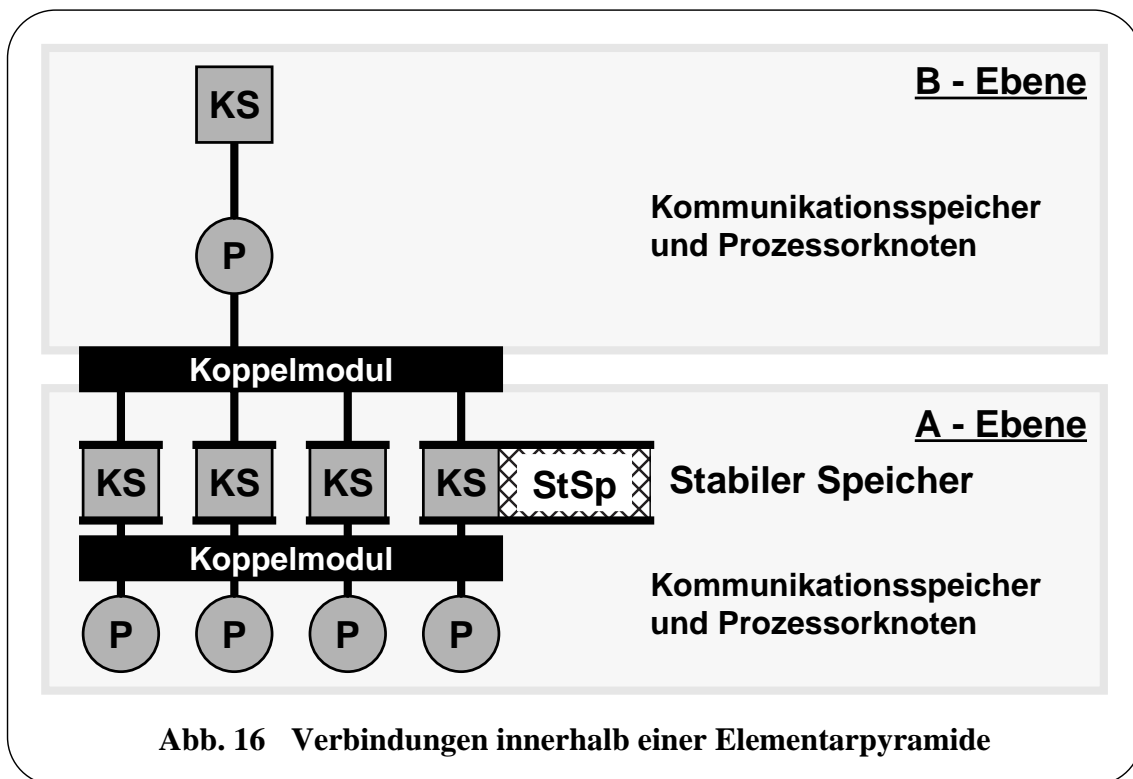 B - Ebene
KS
Kommunikationsspeicher
und Prozessorknoten
P
Koppelmodul
A - Ebene
KS KS KS KS StSp Stabiler Speicher
Koppelmodul
Kommunikationsspeicher
und Prozessorknoten
P P P P
Abb. 16 Verbindungen innerhalb einer Elementarpyramide